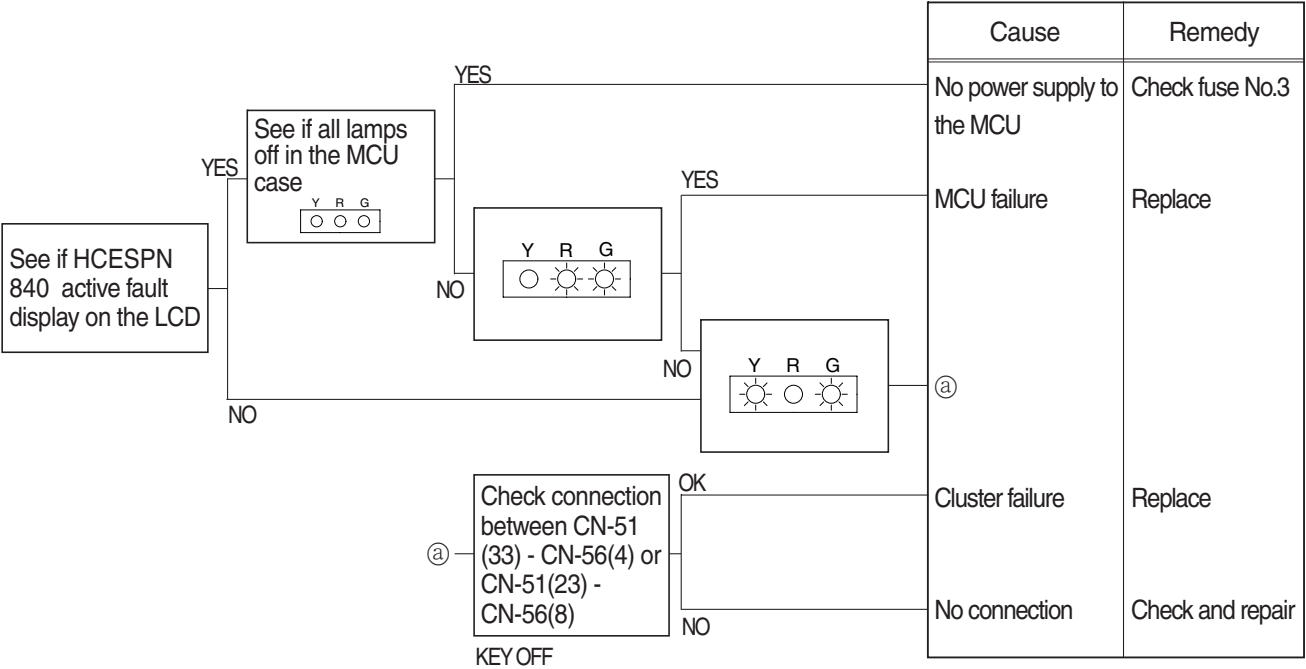 Cause
Remedy
YES
No power supply to
the MCU
Check fuse No.3
See if all lamps
off in the MCU
case
Y R G
YES
YES
MCU failure
Replace
Y R G
See if HCESPN
840 active fault
display on the LCD
NO
NO
Y R G
ⓐ
NO
Check connection
between CN-51
(33) - CN-56(4) or
CN-51(23) -
CN-56(8)
ⓐ
OK
Cluster failure
Replace
No connection
Check and repair
NO
KEY OFF